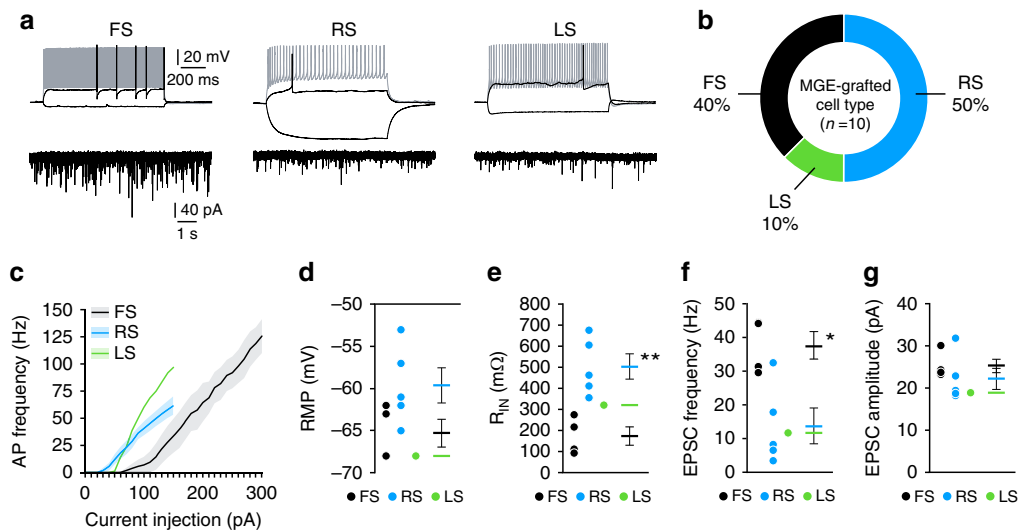 a
FS
RS
LS
20 mV
200 ms
40 pA
1 s
b
FS
40%
MGE-grafted
cell type
(n =10)
RS
50%
LS
10%
c
AP frequency (Hz)
150
125
100
75
50
25
0
FS
RS
LS
0
100
200
300
Current injection (pA)
d
RMP (mV)
–50
–55
–60
–65
–70
FS
RS
LS
e
RIN (mΩ)
800
700
600
500
400
300
200
100
0
**
FS
RS
LS
f
EPSC frequency (Hz)
50
40
30
20
10
0
*
FS
RS
LS
g
EPSC amplitude (pA)
40
30
20
10
0
FS
RS
LS